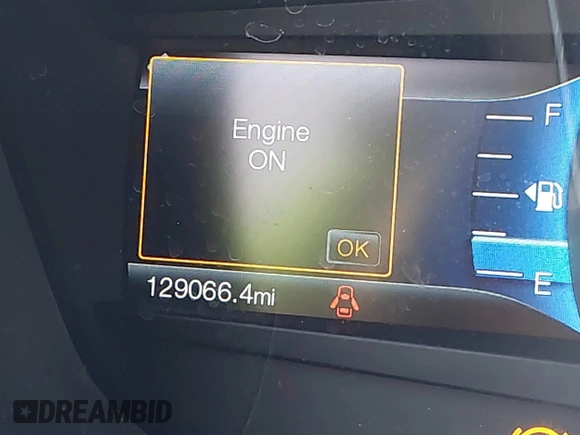 Engine
ON
OK
F
E
129066.4mi
DREAMBID